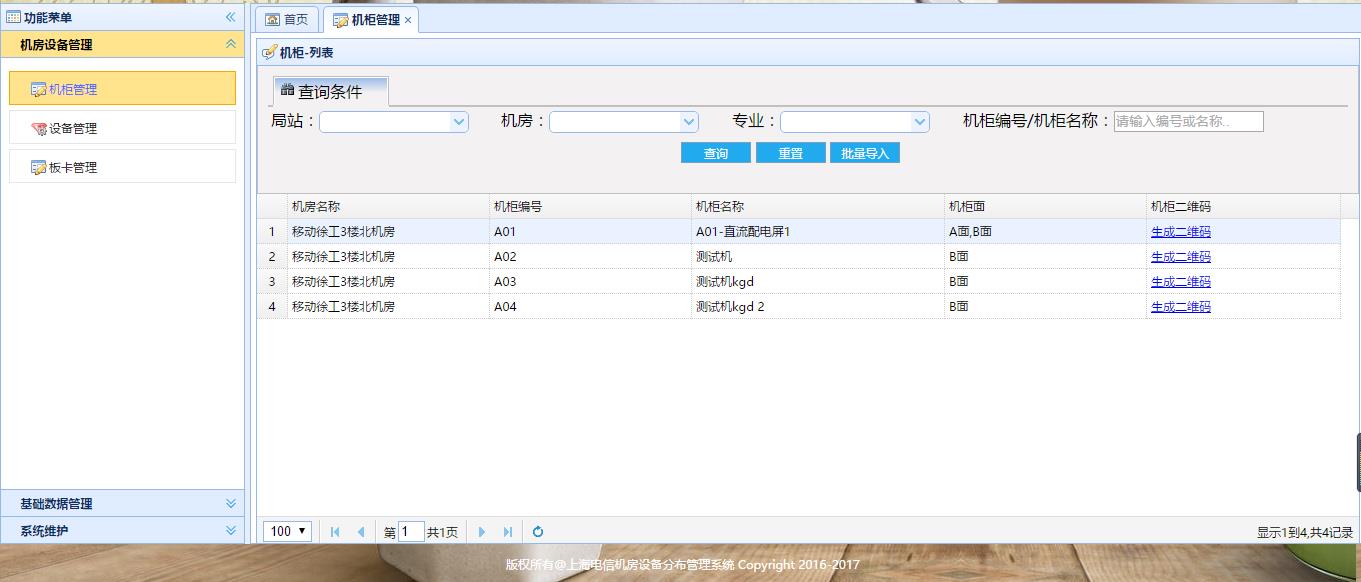 功能菜单
机房设备管理
机柜管理
设备管理
板卡管理
基础数据管理
系统维护
首页 机柜管理
机柜-列表
查询条件
局站： 机房： 专业： 机柜编号/机柜名称： 请输入编号或名称..
查询 重置 批量导入
机房名称 机柜编号 机柜名称 机柜面 机柜二维码
1 移动徐工3楼北机房 A01 A01-直流配电屏1 A面,B面 生成二维码
2 移动徐工3楼北机房 A02 测试机 B面 生成二维码
3 移动徐工3楼北机房 A03 测试机kgd B面 生成二维码
4 移动徐工3楼北机房 A04 测试机kgd 2 B面 生成二维码
100 第 1 共1页 显示1到4,共4记录
版权所有@上海电信机房设备分布管理系统 Copyright 2016-2017